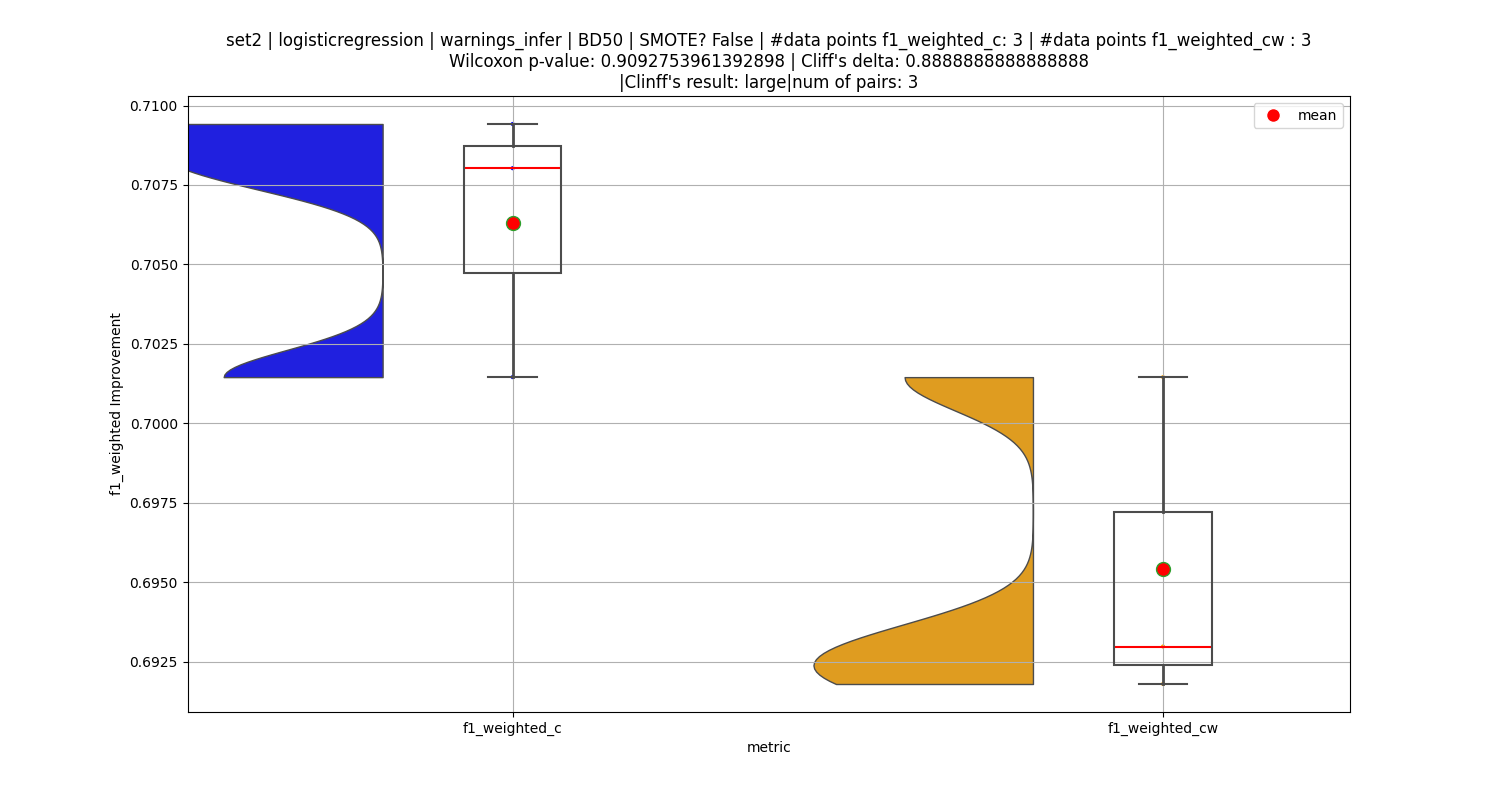 set2 | logisticregression | warnings_infer | BD50 | SMOTE? False | #data points f1_weighted_c: 3 | #data points f1_weighted_cw : 3
Wilcoxon p-value: 0.9092753961392898 | Cliff's delta: 0.8888888888888888
|Clinff's result: large|num of pairs: 3
mean
0.7100
0.7075
0.7050
0.7025
0.7000
0.6975
0.6950
0.6925
f1_weighted Improvement
f1_weighted_c
f1_weighted_cw
metric